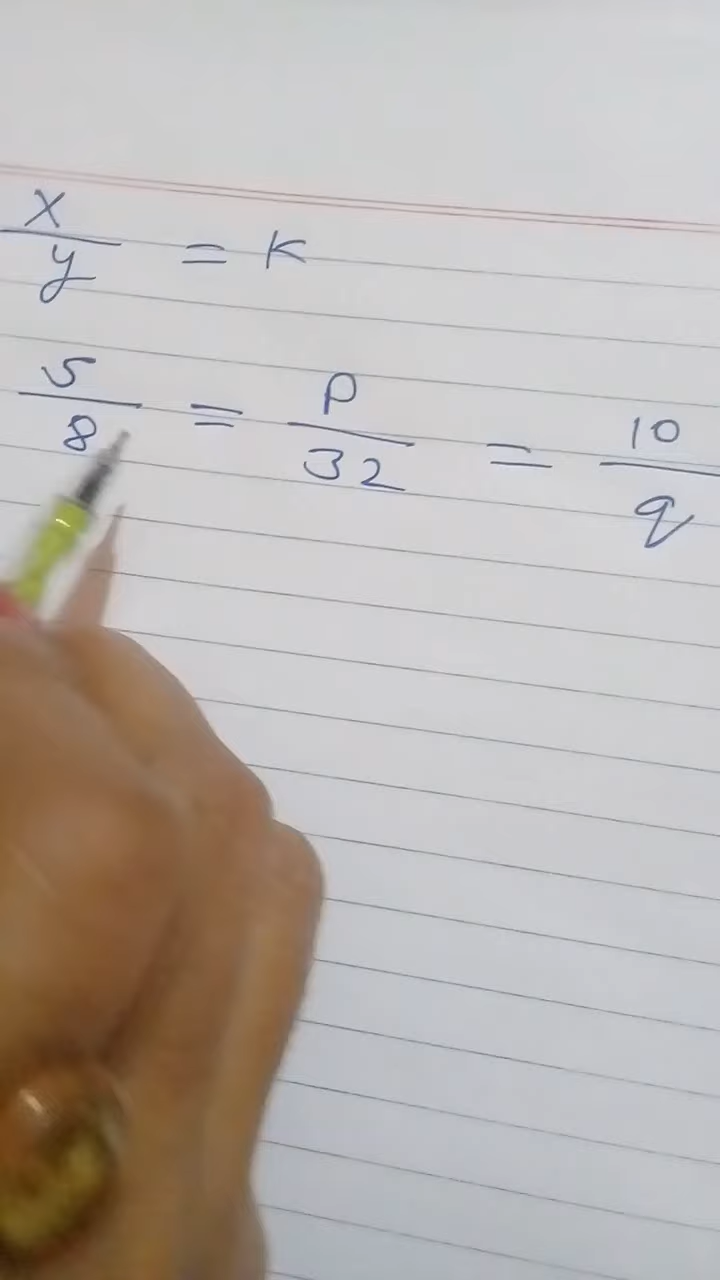 x/y = K
5/8 = p/32 = 10/q